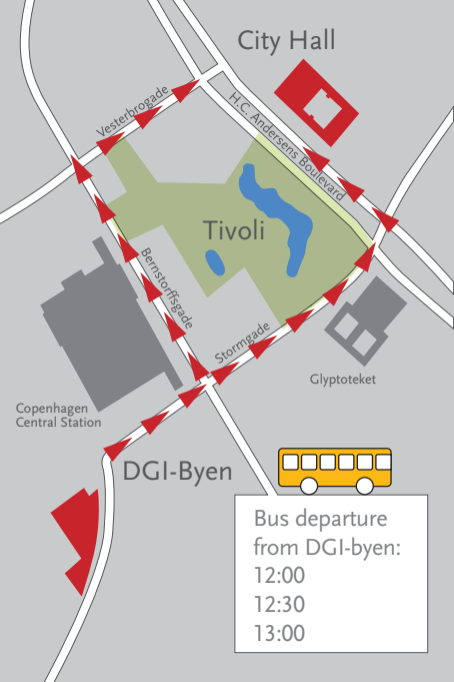 City Hall
Vesterbrogade
H.C. Andersens Boulevard
Tivoli
Bernstorffsgade
Stormgade
Glyptoteket
Copenhagen
Central Station
DGI-Byen
Bus departure
from DGI-byen:
12:00
12:30
13:00